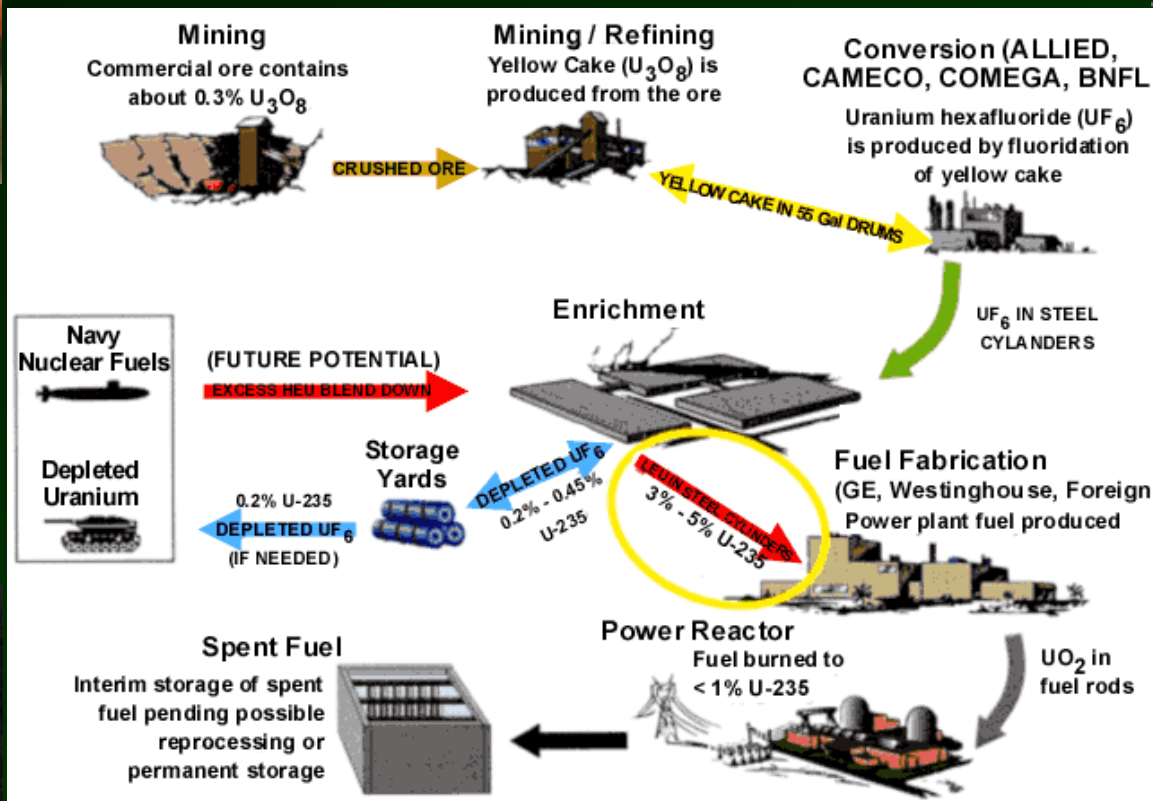 Mining
Commercial ore contains
about 0.3% U3O8
CRUSHED ORE
Mining / Refining
Yellow Cake (U3O8) is
produced from the ore
YELLOW CAKE IN 55 Gal DRUMS
Conversion (ALLIED,
CAMECO, COMEGA, BNFL
Uranium hexafluoride (UF6)
is produced by fluoridation
of yellow cake
UF6 IN STEEL
CYLANDERS
Enrichment
Navy
Nuclear Fuels
(FUTURE POTENTIAL)
EXCESS HEU BLEND DOWN
Depleted
Uranium
0.2% U-235
DEPLETED UF6
(IF NEEDED)
Storage
Yards
DEPLETED UF6
0.2% - 0.45%
U-235
LEU IN STEEL CYLINDERS
3% - 5% U-235
Fuel Fabrication
(GE, Westinghouse, Foreign
Power plant fuel produced
UO2 in
fuel rods
Power Reactor
Fuel burned to
< 1% U-235
Spent Fuel
Interim storage of spent
fuel pending possible
reprocessing or
permanent storage